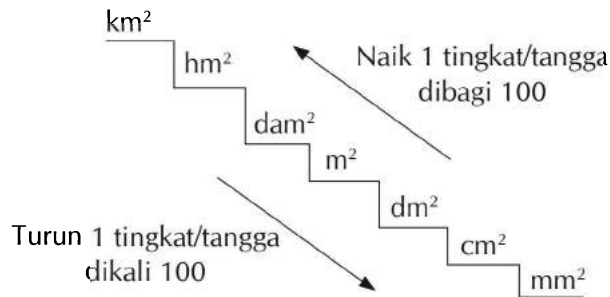 km²
hm²
Naik 1 tingkat/tangga
dibagi 100
dam²
m²
dm²
Turun 1 tingkat/tangga
dikali 100
cm²
mm²